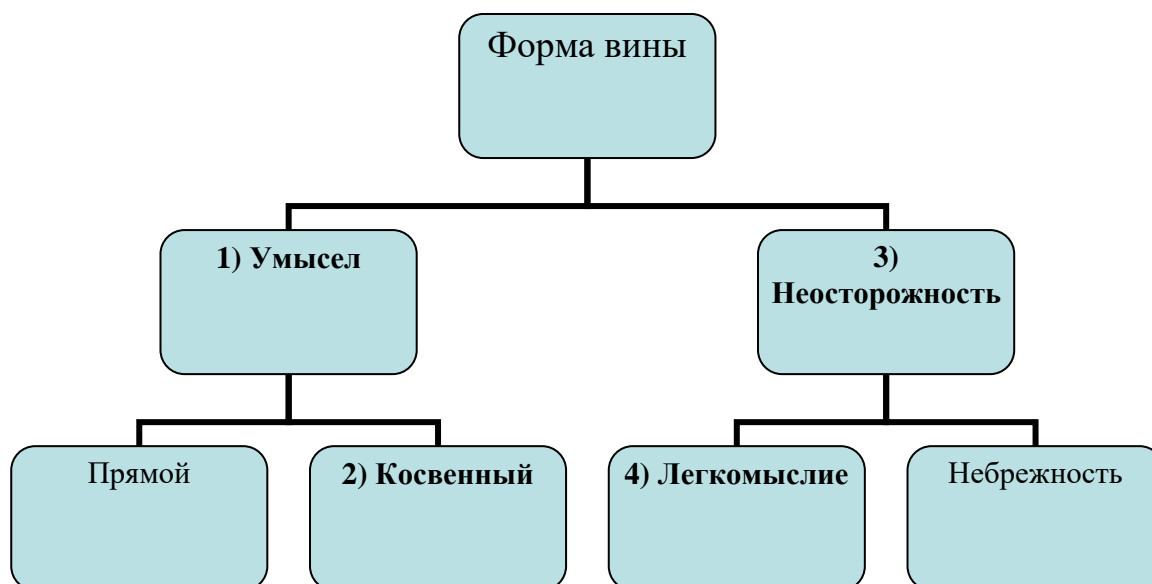 Форма вины
1) Умысел
3)
Неосторожность
Прямой
2) Косвенный
4) Легкомыслие
Небрежность